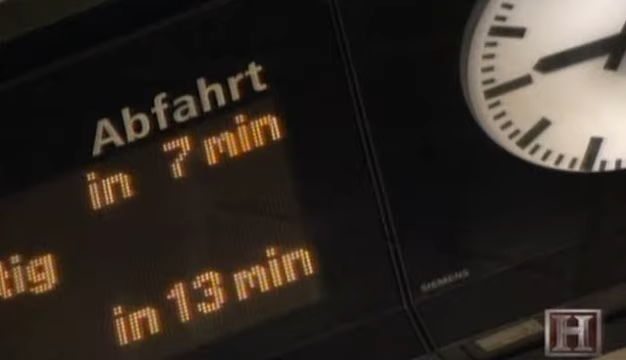 Abfahrt
in 7 min
tig
in 13 min
SIEMENS
H